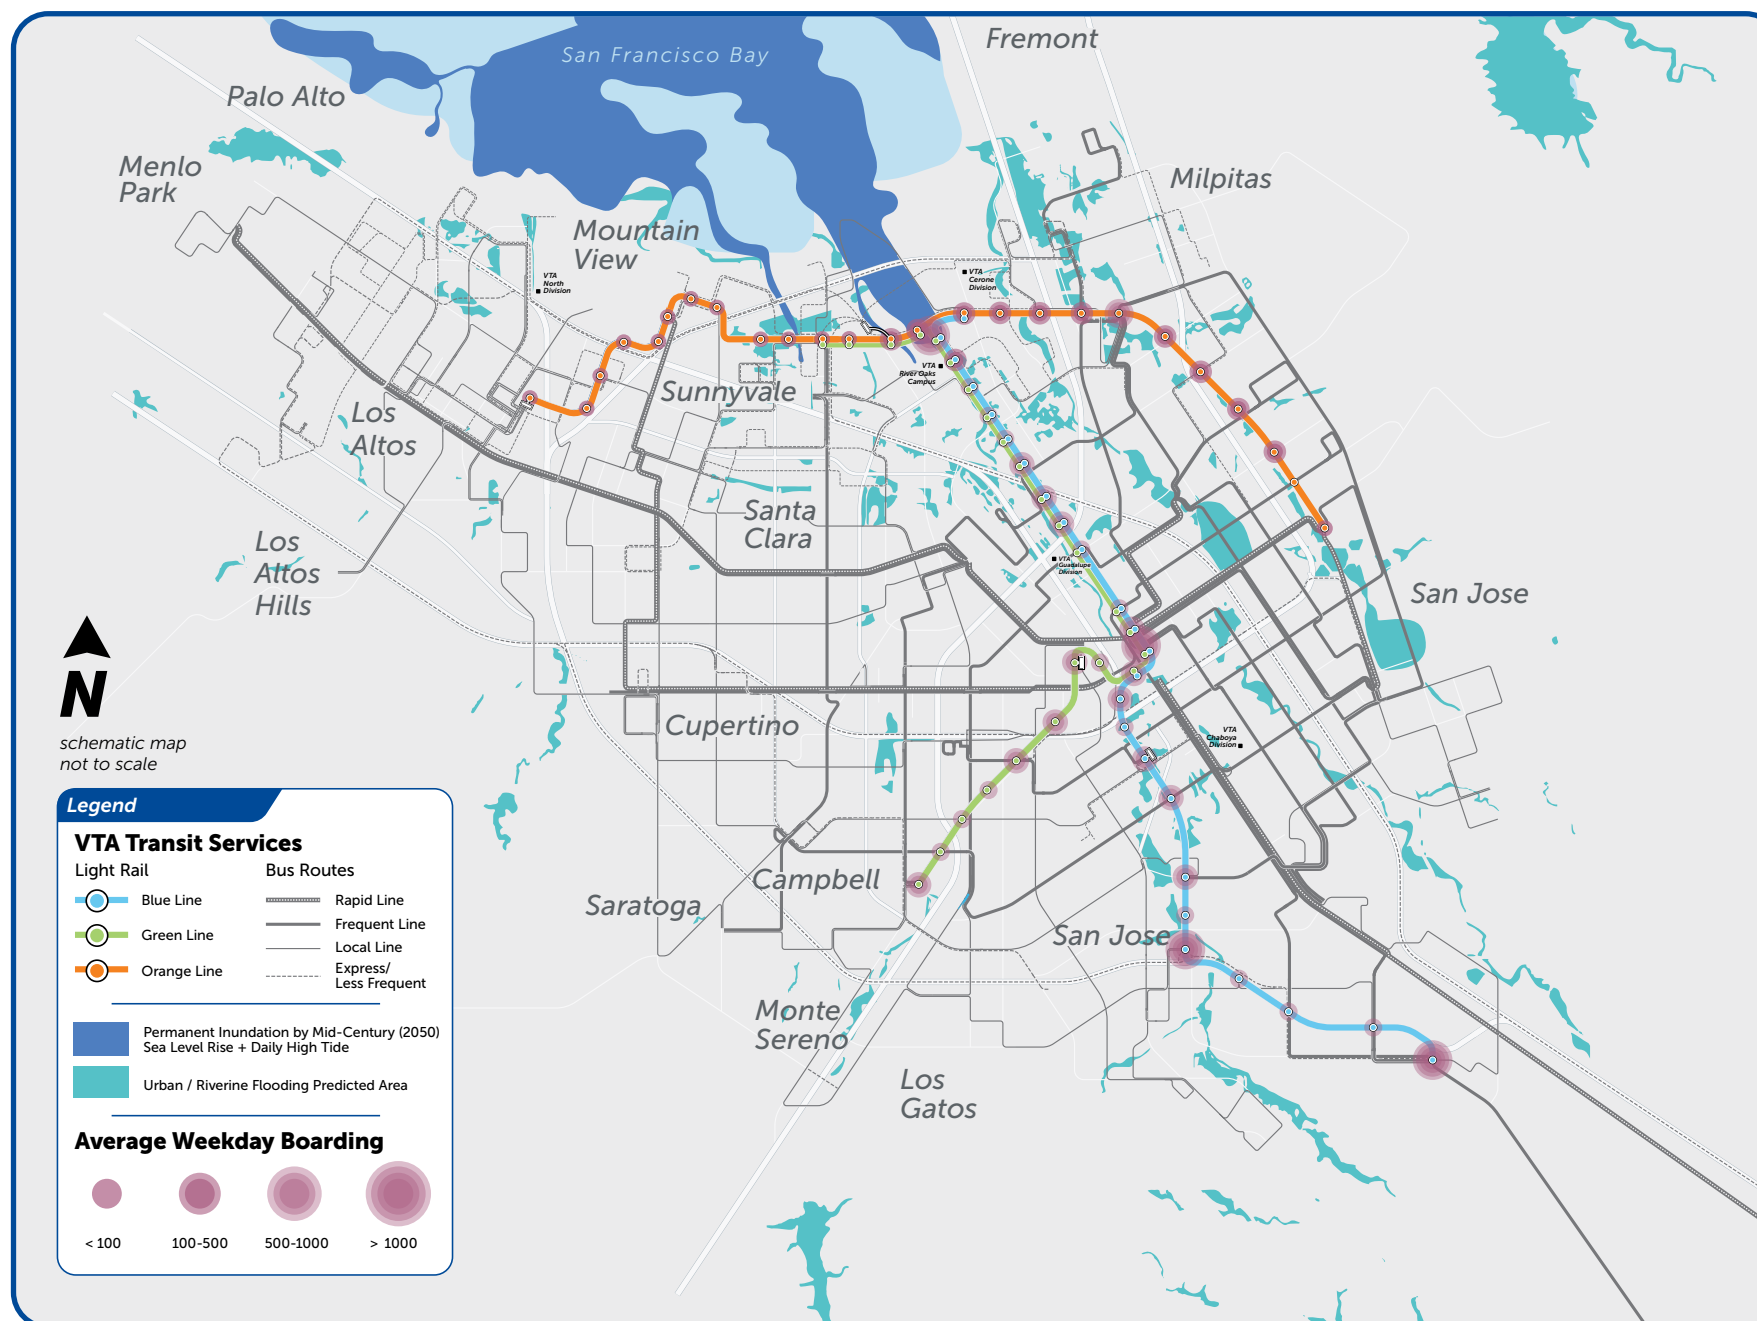 San Francisco Bay
Fremont
Palo Alto
Menlo
Park
Milpitas
Mountain
View
VTA
North
Division
VTA
Cerone
Division
VTA
River Oaks
Campus
Sunnyvale
Los
Altos
Santa
Clara
Los
Altos
Hills
VTA
Guadalupe
Division
San Jose
N
schematic map
not to scale
Cupertino
VTA
Chaboya
Division
Campbell
Saratoga
San Jose
Monte
Sereno
Los
Gatos
Legend
VTA Transit Services
Light Rail
Bus Routes
Blue Line
Rapid Line
Green Line
Frequent Line
Local Line
Orange Line
Express/
Less Frequent
Permanent Inundation by Mid-Century (2050)
Sea Level Rise + Daily High Tide
Urban / Riverine Flooding Predicted Area
Average Weekday Boarding
< 100
100-500
500-1000
> 1000